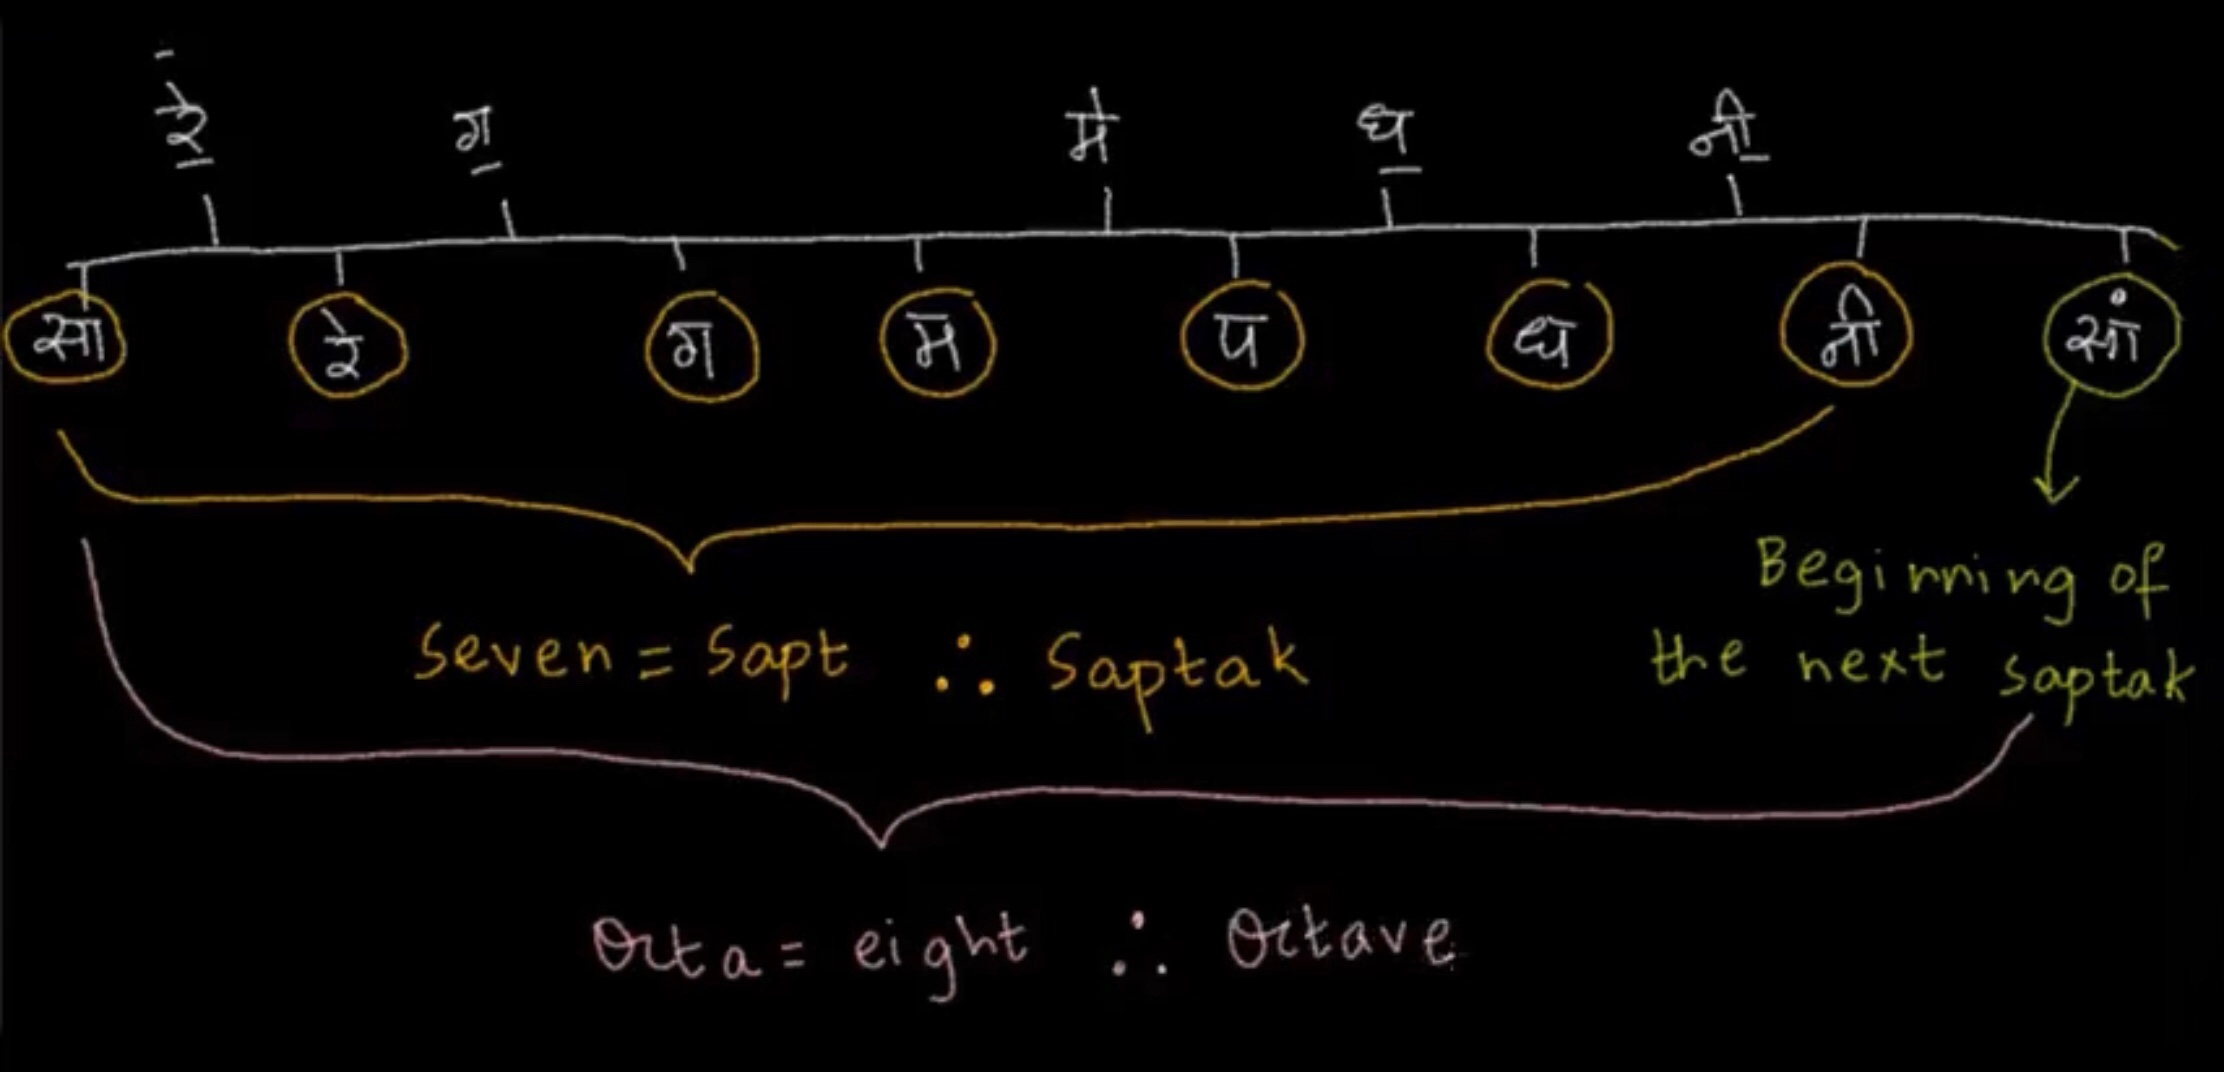 रे॒ ग॒ म॑ ध॒ नी॒
सा रे ग म प ध नी सां
Beginning of
the next saptak
Seven = Sapt ∴ Saptak
Octa = eight ∴ Octave